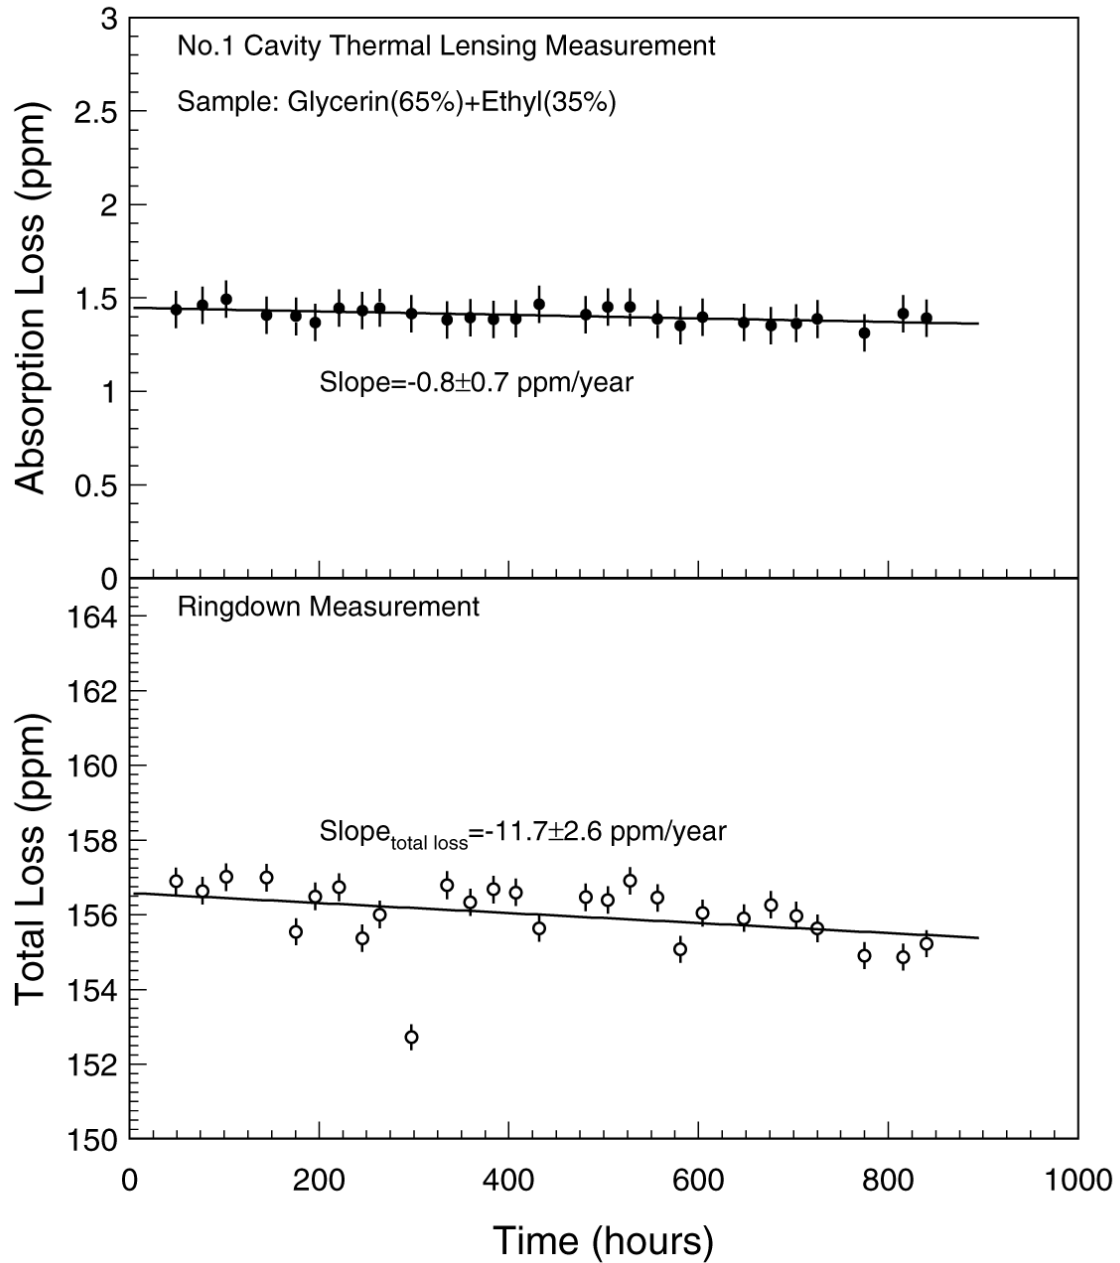 No.1 Cavity Thermal Lensing Measurement
Sample: Glycerin(65%)+Ethyl(35%)
Slope=-0.8±0.7 ppm/year
Absorption Loss (ppm)
3
2.5
2
1.5
1
0.5
0
Ringdown Measurement
Slopetotal loss=-11.7±2.6 ppm/year
Total Loss (ppm)
164
162
160
158
156
154
152
150
0 200 400 600 800 1000
Time (hours)